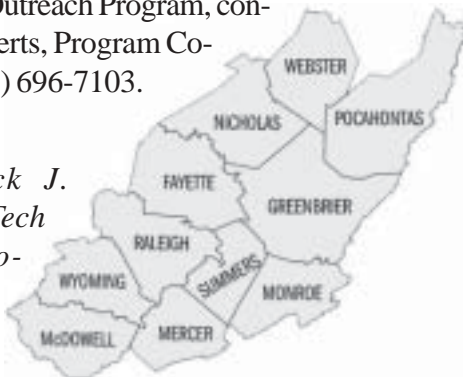 Outreach Program, con-
erts, Program Co-
) 696-7103.
ck J.
Tech
o-
WEBSTER
POCAHONTAS
NICHOLAS
FAYETTE
GREENBRIER
RALEIGH
SUMMERS
WYOMING
MONROE
McDOWELL
MERCER